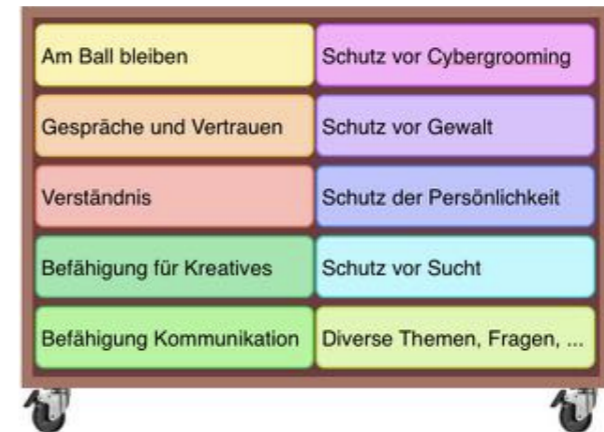 Am Ball bleiben
Schutz vor Cybergrooming
Gespräche und Vertrauen
Schutz vor Gewalt
Verständnis
Schutz der Persönlichkeit
Befähigung für Kreatives
Schutz vor Sucht
Befähigung Kommunikation
Diverse Themen, Fragen, ...